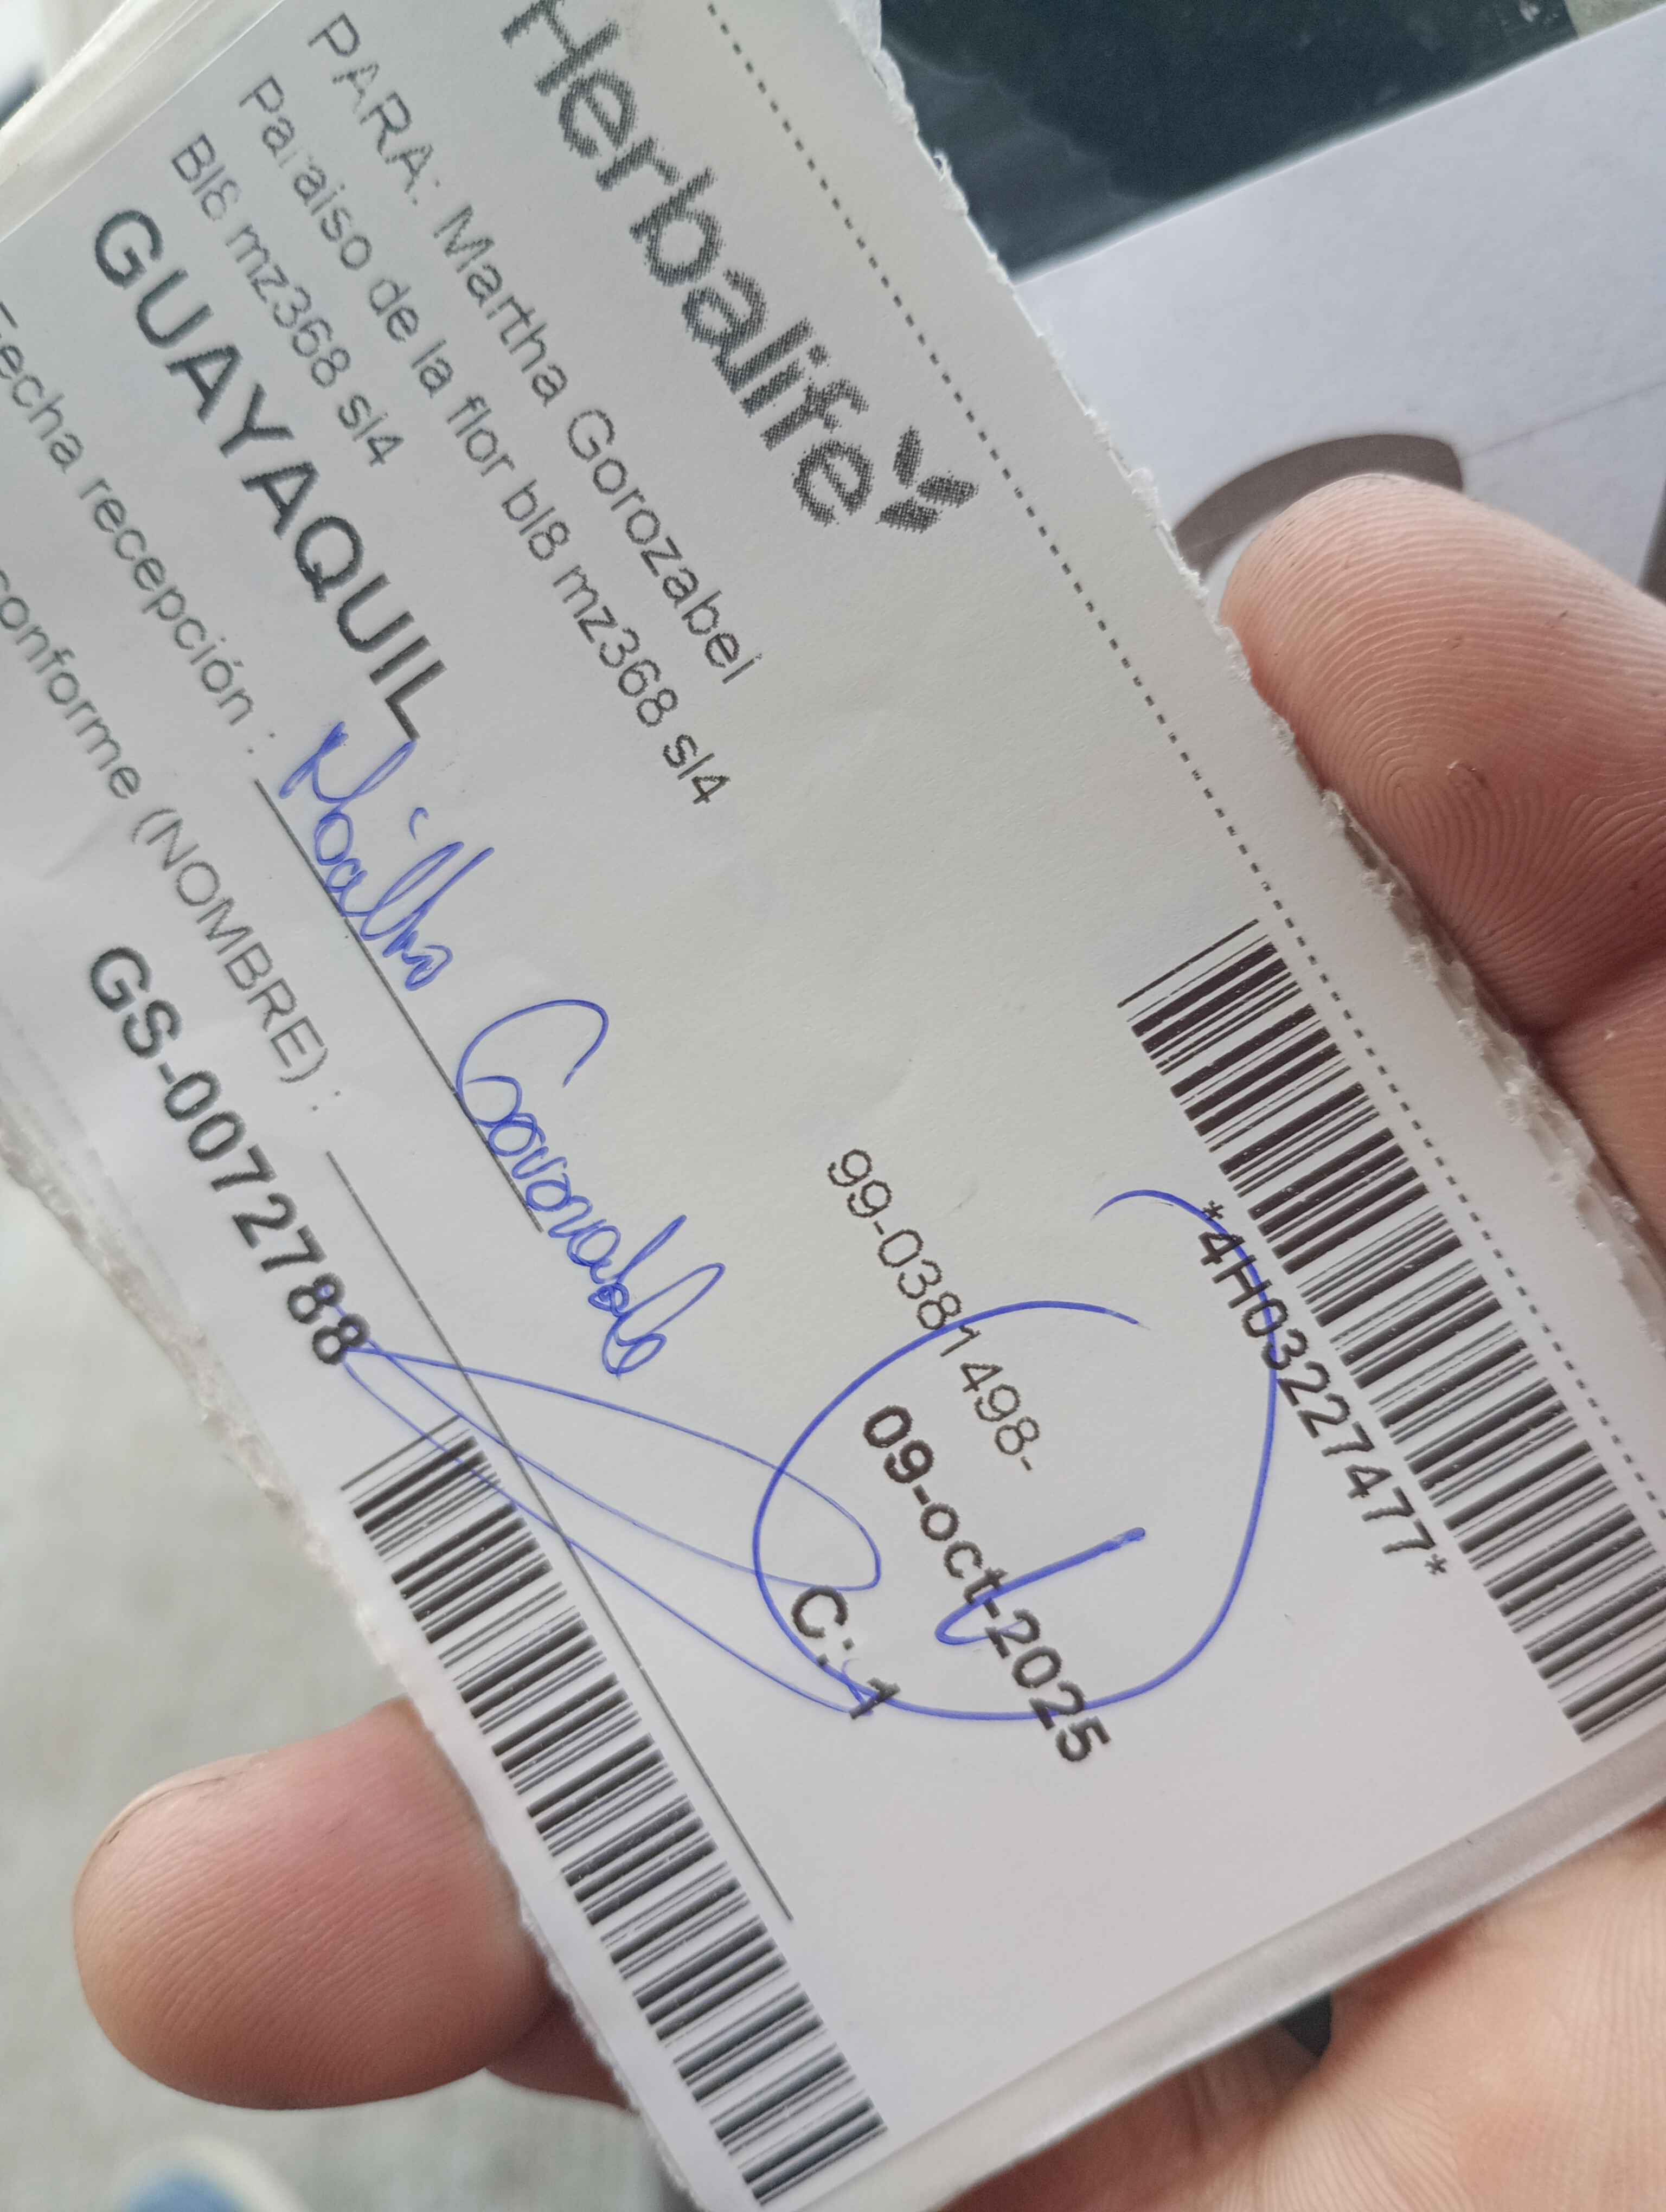 Herbalife
*4H03227477*
PARA: Martha Gorozabel
Paraiso de la flor bl8 mz368 sl4
Bl8 mz368 sl4
99-0381498-
GUAYAQUIL
09-oct-2025
Fecha recepción :
C: 1
conforme (NOMBRE) :
GS-0072788